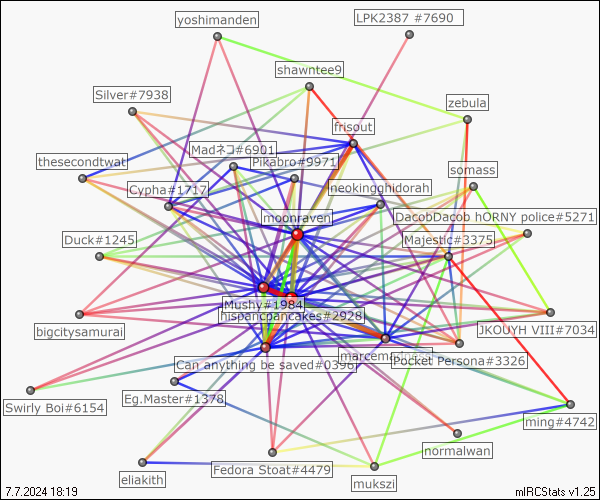 yoshimanden
LPK2387 #7690
shawntee9
Silver#7938
zebula
frisout
Madネコ#6901
thesecondtwat
Pikabro#9971
somass
Cypha#1717
neokingghidorah
moonraven
DacobDacob hORNY police#5271
Duck#1245
Majestic#3375
Mushy#1984
hispanicpancakes#2928
bigcitysamurai
JKOUYH VIII#7034
Can anything be saved#0396
Pocket Persona#3326
Eg.Master#1378
Swirly Boi#6154
ming#4742
normalwan
Fedora Stoat#4479
eliakith
mukszi
7.7.2024 18:19
mIRCStats v1.25